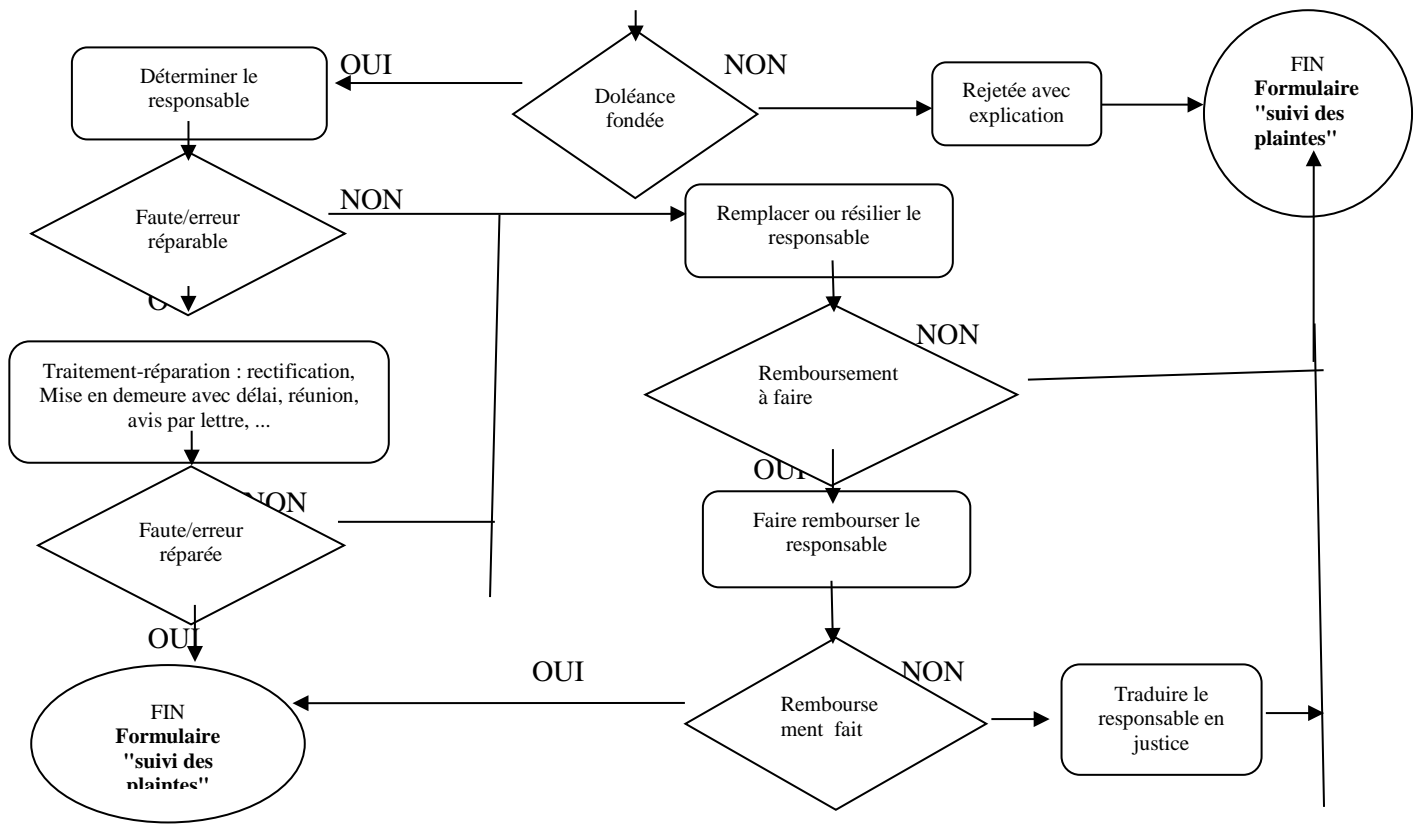 OUI
NON
Déterminer le
responsable
Doléance
fondée
Rejetée avec
explication
FIN
Formulaire
"suivi des
plaintes"
NON
Faute/erreur
réparable
Remplacer ou résilier le
responsable
NON
Traitement-réparation : rectification,
Mise en demeure avec délai, réunion,
avis par lettre, ...
Remboursement
à faire
OUI
NON
Faute/erreur
réparée
Faire rembourser le
responsable
OUI
OUI
NON
FIN
Formulaire
"suivi des
plaintes"
Rembourse
ment fait
Traduire le
responsable en
justice